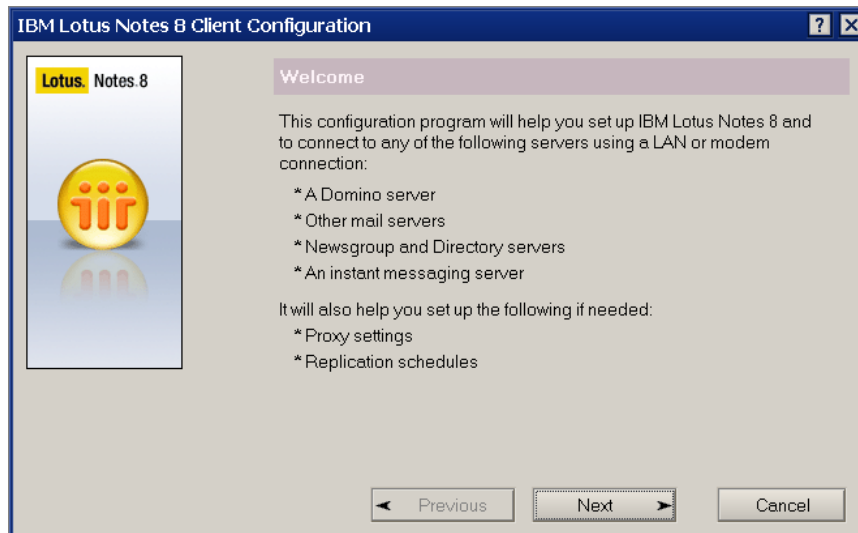 IBM Lotus Notes 8 Client Configuration
?
Lotus. Notes.8
Welcome
This configuration program will help you set up IBM Lotus Notes 8 and
to connect to any of the following servers using a LAN or modem
connection:
* A Domino server
* Other mail servers
* Newsgroup and Directory servers
* An instant messaging server
It will also help you set up the following if needed:
* Proxy settings
* Replication schedules
Previous
Next
Cancel